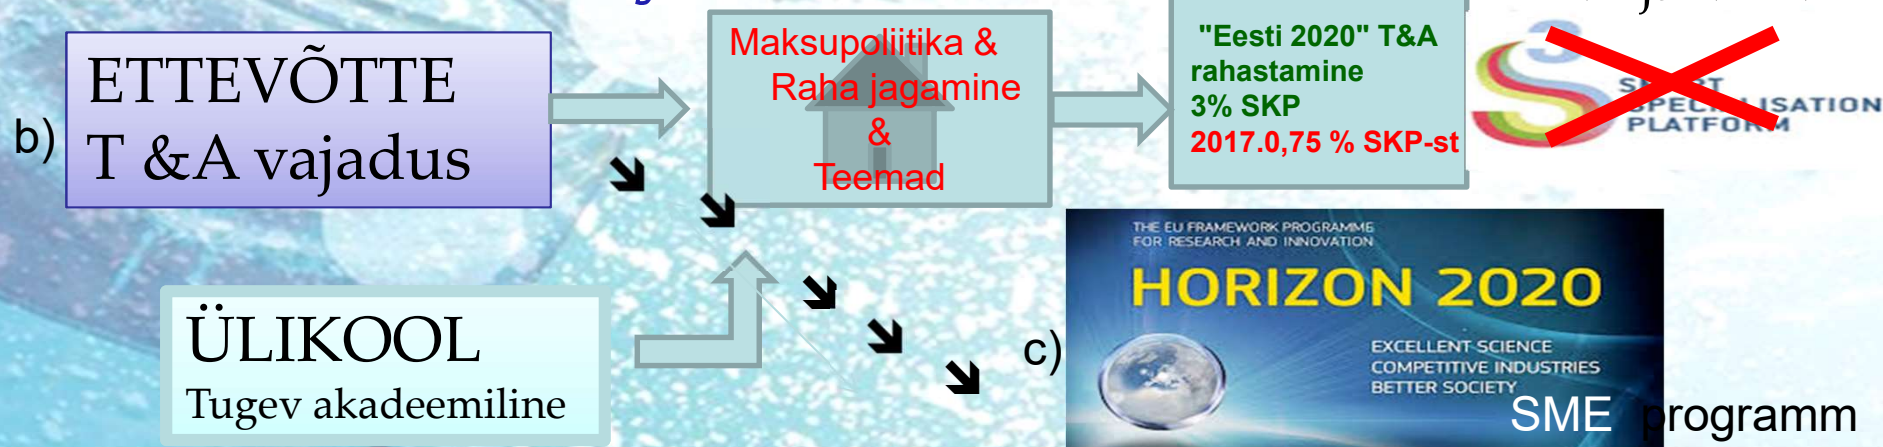 b)
ETTEVÕTTE
T &A vajadus
Maksupoliitika &
Raha jagamine
&
Teemad
"Eesti 2020" T&A
rahastamine
3% SKP
2017.0,75 % SKP-st
SPECIALISATION
PLATFORM
ÜLIKOOL
Tugev akadeemiline
c)
THE EU FRAMEWORK PROGRAMME
FOR RESEARCH AND INNOVATION
HORIZON 2020
EXCELLENT SCIENCE
COMPETITIVE INDUSTRIES
BETTER SOCIETY
SME programm